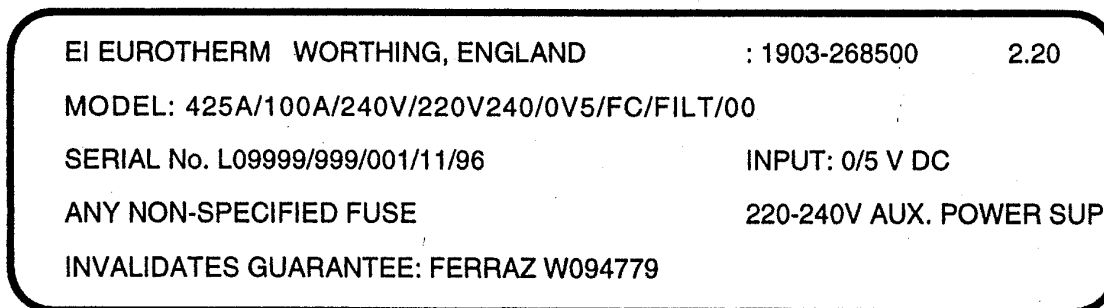 EI EUROTHERM WORTHING, ENGLAND : 1903-268500 2.20
MODEL: 425A/100A/240V/220V240/0V5/FC/FILT/00
SERIAL No. L09999/999/001/11/96 INPUT: 0/5 V DC
ANY NON-SPECIFIED FUSE 220-240V AUX. POWER SUP
INVALIDATES GUARANTEE: FERRAZ W094779